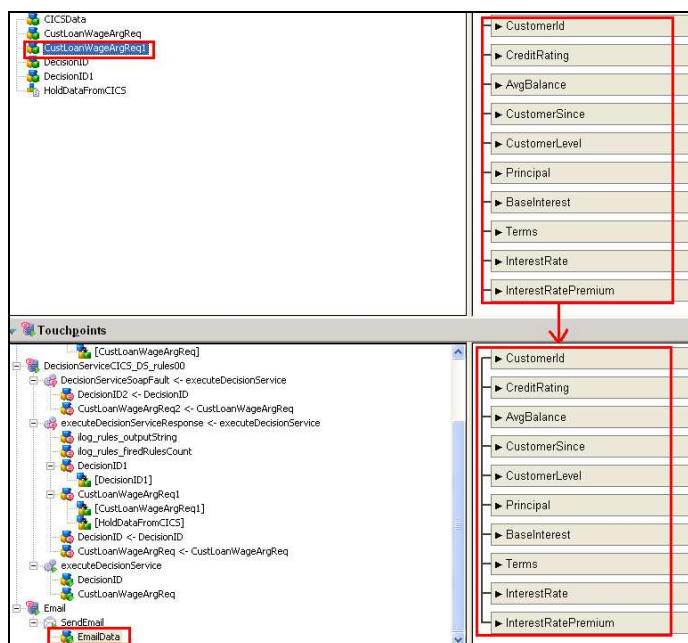 CICSData
CustLoanWageArgReq
CustLoanWageArgReq1
DecisionID
DecisionID1
HoldDataFromCICS
CustomerId
CreditRating
AvgBalance
CustomerSince
CustomerLevel
Principal
BaseInterest
Terms
InterestRate
InterestRatePremium
Touchpoints
[CustLoanWageArgReq]
DecisionServiceCICS_DS_rules00
DecisionServiceSoapFault <- executeDecisionService
DecisionID2 <- DecisionID
CustLoanWageArgReq2 <- CustLoanWageArgReq
executeDecisionServiceResponse <- executeDecisionService
ilog_rules_outputString
ilog_rules_firedRulesCount
DecisionID1
[DecisionID1]
CustLoanWageArgReq1
[CustLoanWageArgReq1]
[HoldDataFromCICS]
DecisionID <- DecisionID
CustLoanWageArgReq <- CustLoanWageArgReq
executeDecisionService
DecisionID
CustLoanWageArgReq
Email
SendEmail
EmailData
CustomerId
CreditRating
AvgBalance
CustomerSince
CustomerLevel
Principal
BaseInterest
Terms
InterestRate
InterestRatePremium